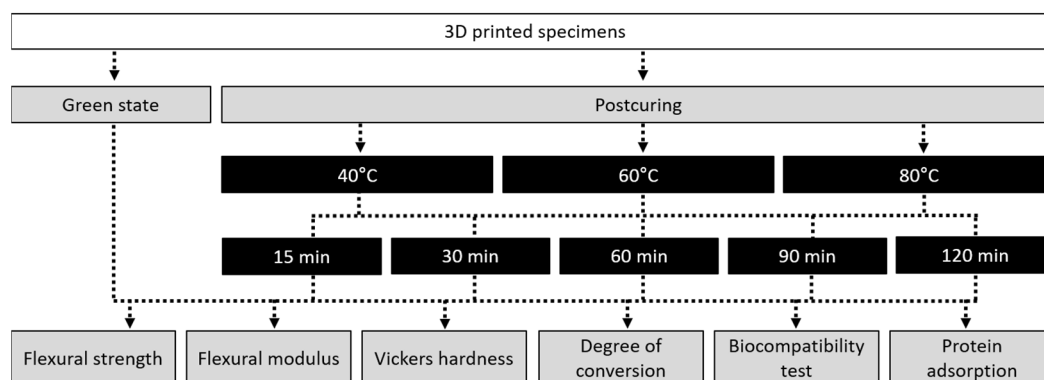 3D printed specimens
Green state
Postcuring
40°C
60°C
80°C
15 min
30 min
60 min
90 min
120 min
Flexural strength
Flexural modulus
Vickers hardness
Degree of
conversion
Biocompatibility
test
Protein
adsorption